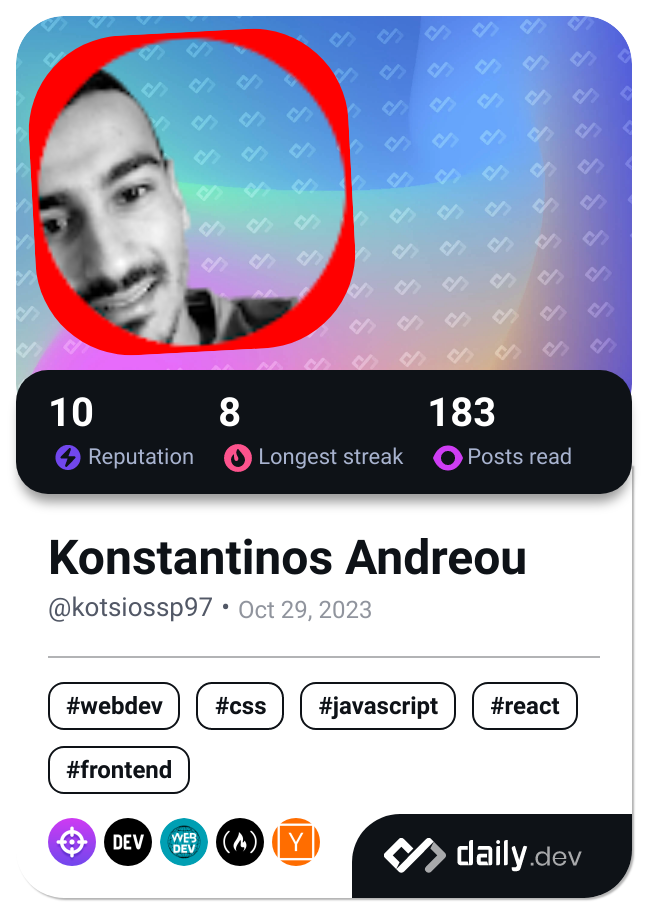 10 8 183
Reputation Longest streak Posts read
Konstantinos Andreou
@kotsiossp97 • Oct 29, 2023
#webdev #css #javascript #react
#frontend
DEV WEB DEV Y
daily.dev